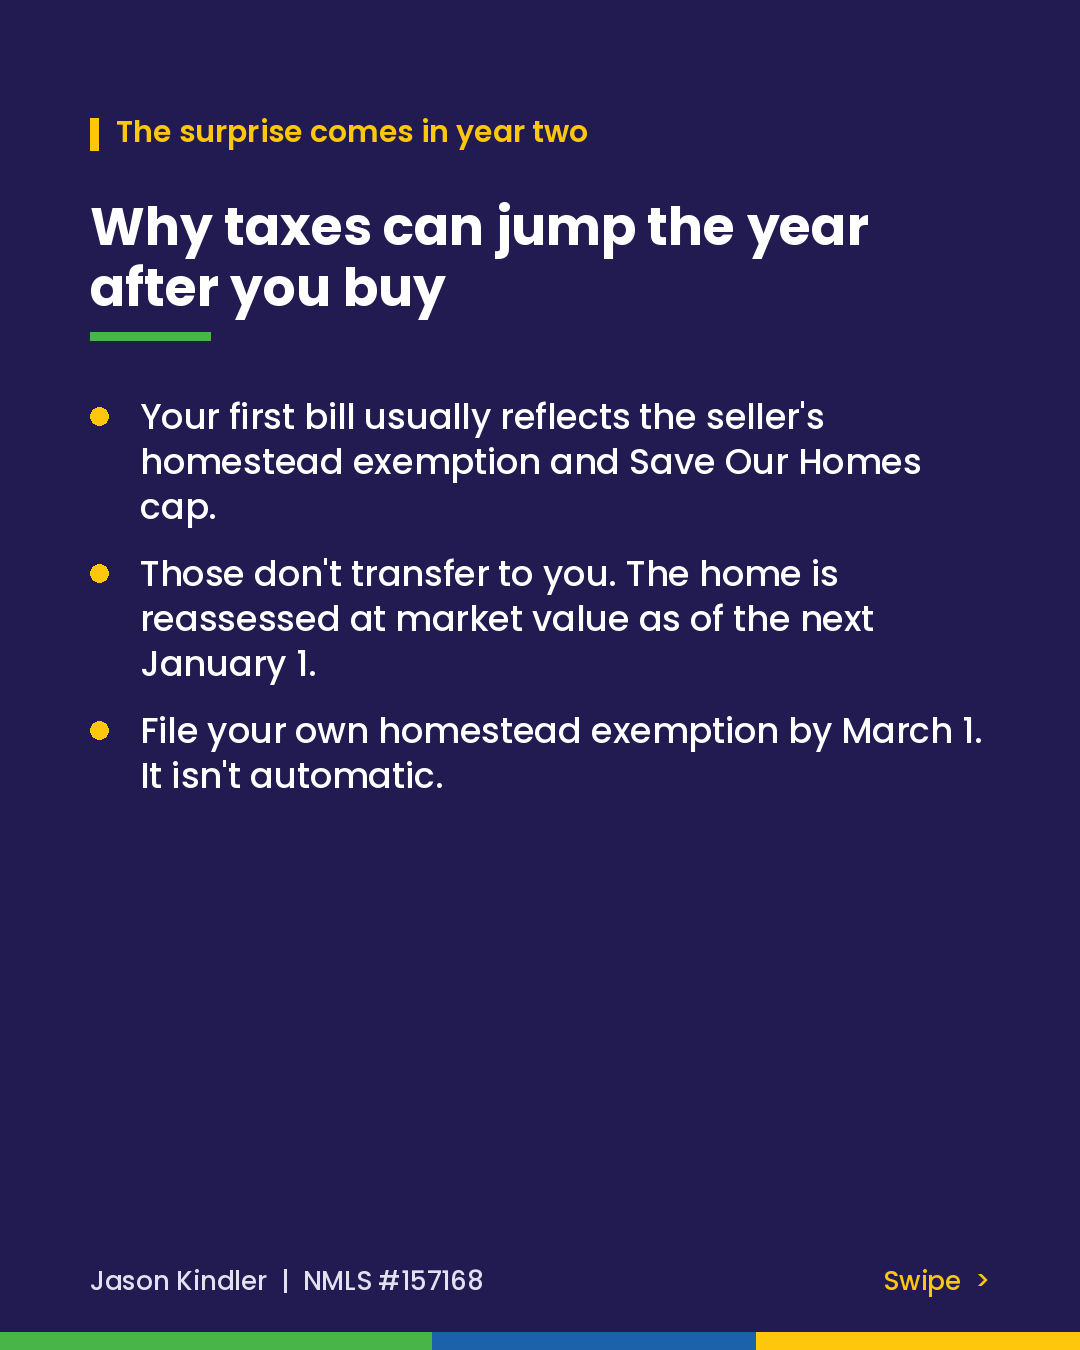 The surprise comes in year two
Why taxes can jump the year
after you buy
Your first bill usually reflects the seller's
homestead exemption and Save Our Homes
cap.
Those don't transfer to you. The home is
reassessed at market value as of the next
January 1.
File your own homestead exemption by March 1.
It isn't automatic.
Jason Kindler | NMLS #157168
Swipe >